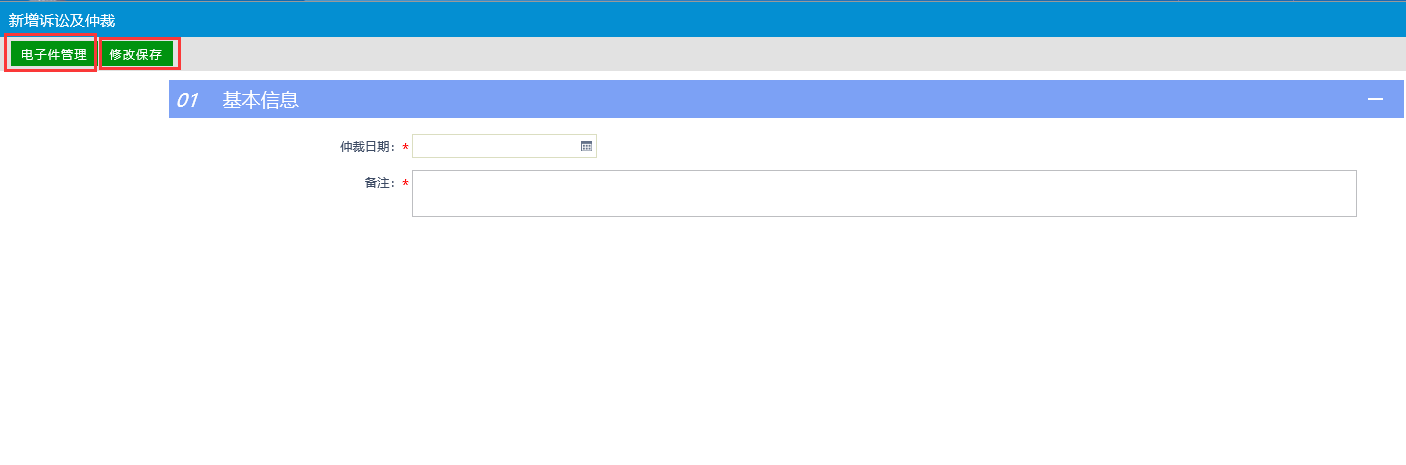 新增诉讼及仲裁
电子件管理 修改保存
01 基本信息
仲裁日期: *
备注: *